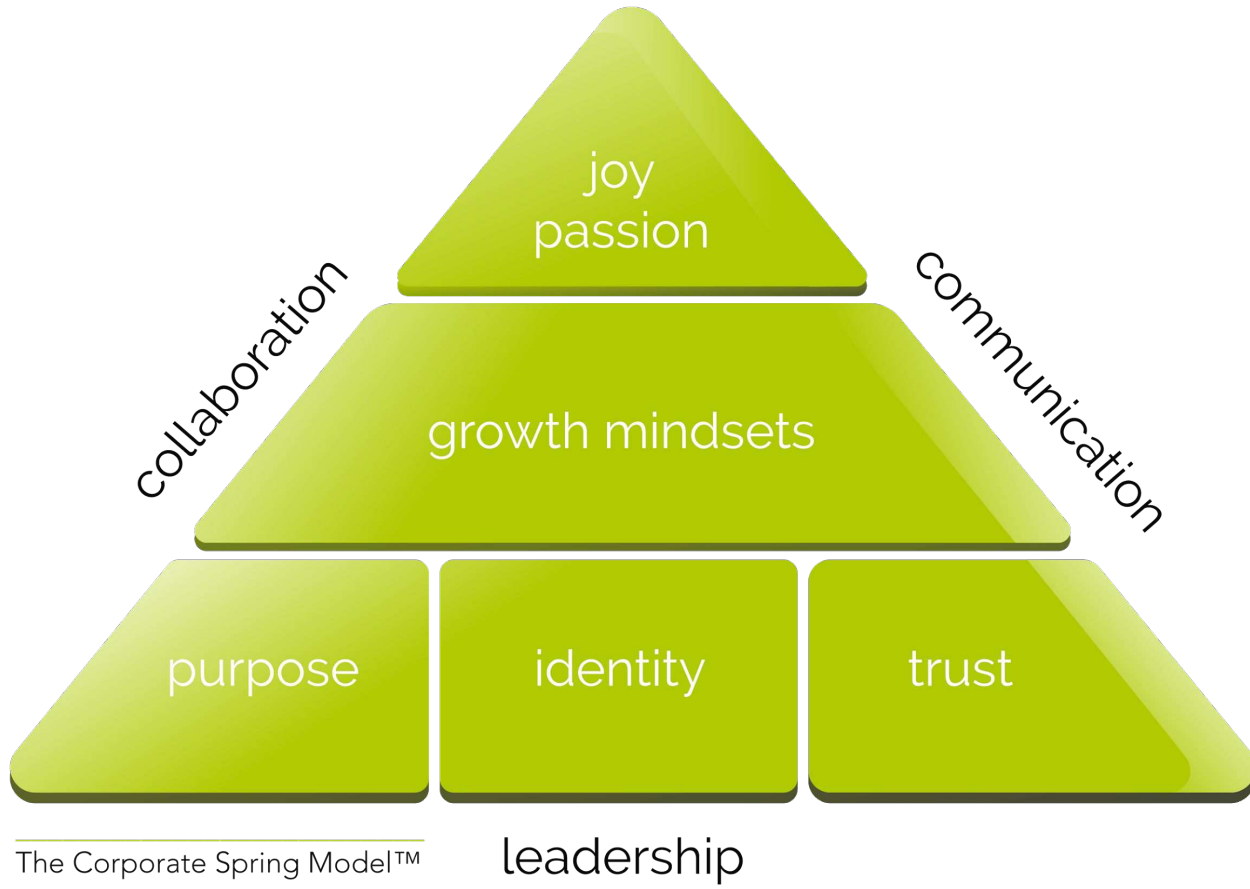 joy
passion
collaboration
communication
growth mindsets
purpose
identity
trust
The Corporate Spring Model™
leadership